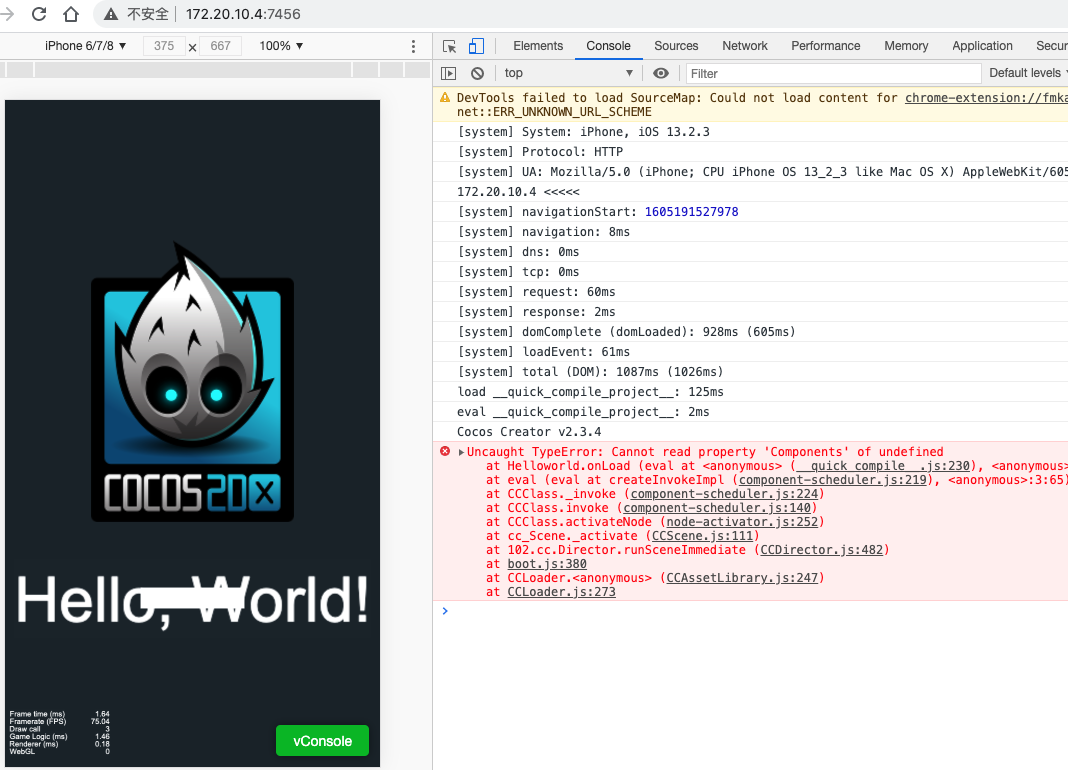 不安全 172.20.10.4:7456
iPhone 6/7/8 ▼ 375 × 667 100% ▼
Elements Console Sources Network Performance Memory Application Secur
top ▼ Filter Default levels
DevTools failed to load SourceMap: Could not load content for chrome-extension://fmka
net::ERR_UNKNOWN_URL_SCHEME
[system] System: iPhone, iOS 13.2.3
[system] Protocol: HTTP
[system] UA: Mozilla/5.0 (iPhone; CPU iPhone OS 13_2_3 like Mac OS X) AppleWebKit/605
172.20.10.4 <<<<<
[system] navigationStart: 1605191527978
[system] navigation: 8ms
[system] dns: 0ms
[system] tcp: 0ms
[system] request: 60ms
[system] response: 2ms
[system] domComplete (domLoaded): 928ms (605ms)
[system] loadEvent: 61ms
[system] total (DOM): 1087ms (1026ms)
load __quick_compile_project__: 125ms
eval __quick_compile_project__: 2ms
Cocos Creator v2.3.4
Uncaught TypeError: Cannot read property 'Components' of undefined
at Helloworld.onLoad (eval at <anonymous> (__quick_compile__.js:230), <anonymous>
at eval (eval at createInvokeImpl (component-scheduler.js:219), <anonymous>:3:65)
at CCClass._invoke (component-scheduler.js:224)
at CCClass.invoke (component-scheduler.js:140)
at CCClass.activateNode (node-activator.js:252)
at cc_Scene._activate (CCScene.js:111)
at 102.cc.Director.runSceneImmediate (CCDirector.js:482)
at boot.js:380
at CCLoader.<anonymous> (CCAssetLibrary.js:247)
at CCLoader.js:273
COCOS2DX
Hello, World!
Frame time (ms) 1.64
Framerate (FPS) 75.04
Draw call 3
Game Logic (ms) 1.46
Renderer (ms) 0.18
WebGL 0
vConsole